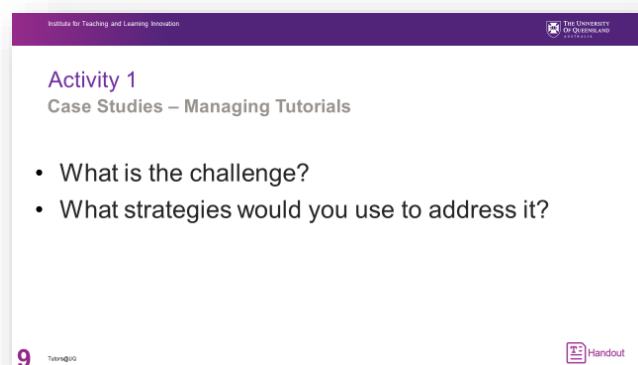 Institute for Teaching and Learning Innovation
THE UNIVERSITY
OF QUEENSLAND
AUSTRALIA
Activity 1
Case Studies – Managing Tutorials
• What is the challenge?
• What strategies would you use to address it?
9
Tutors@UQ
Handout